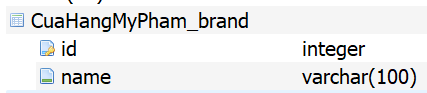 CuaHangMyPham_brand
id integer
name varchar(100)